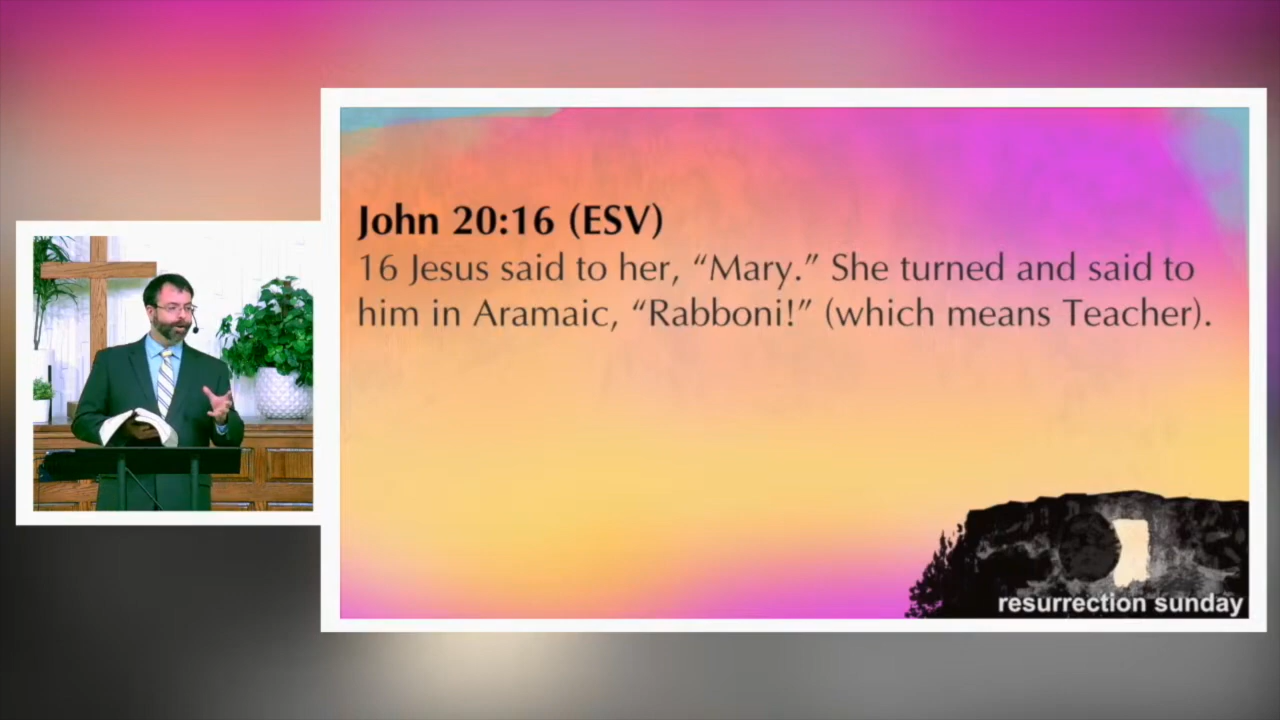 John 20:16 (ESV)
16 Jesus said to her, “Mary.” She turned and said to
him in Aramaic, “Rabboni!” (which means Teacher).
resurrection sunday